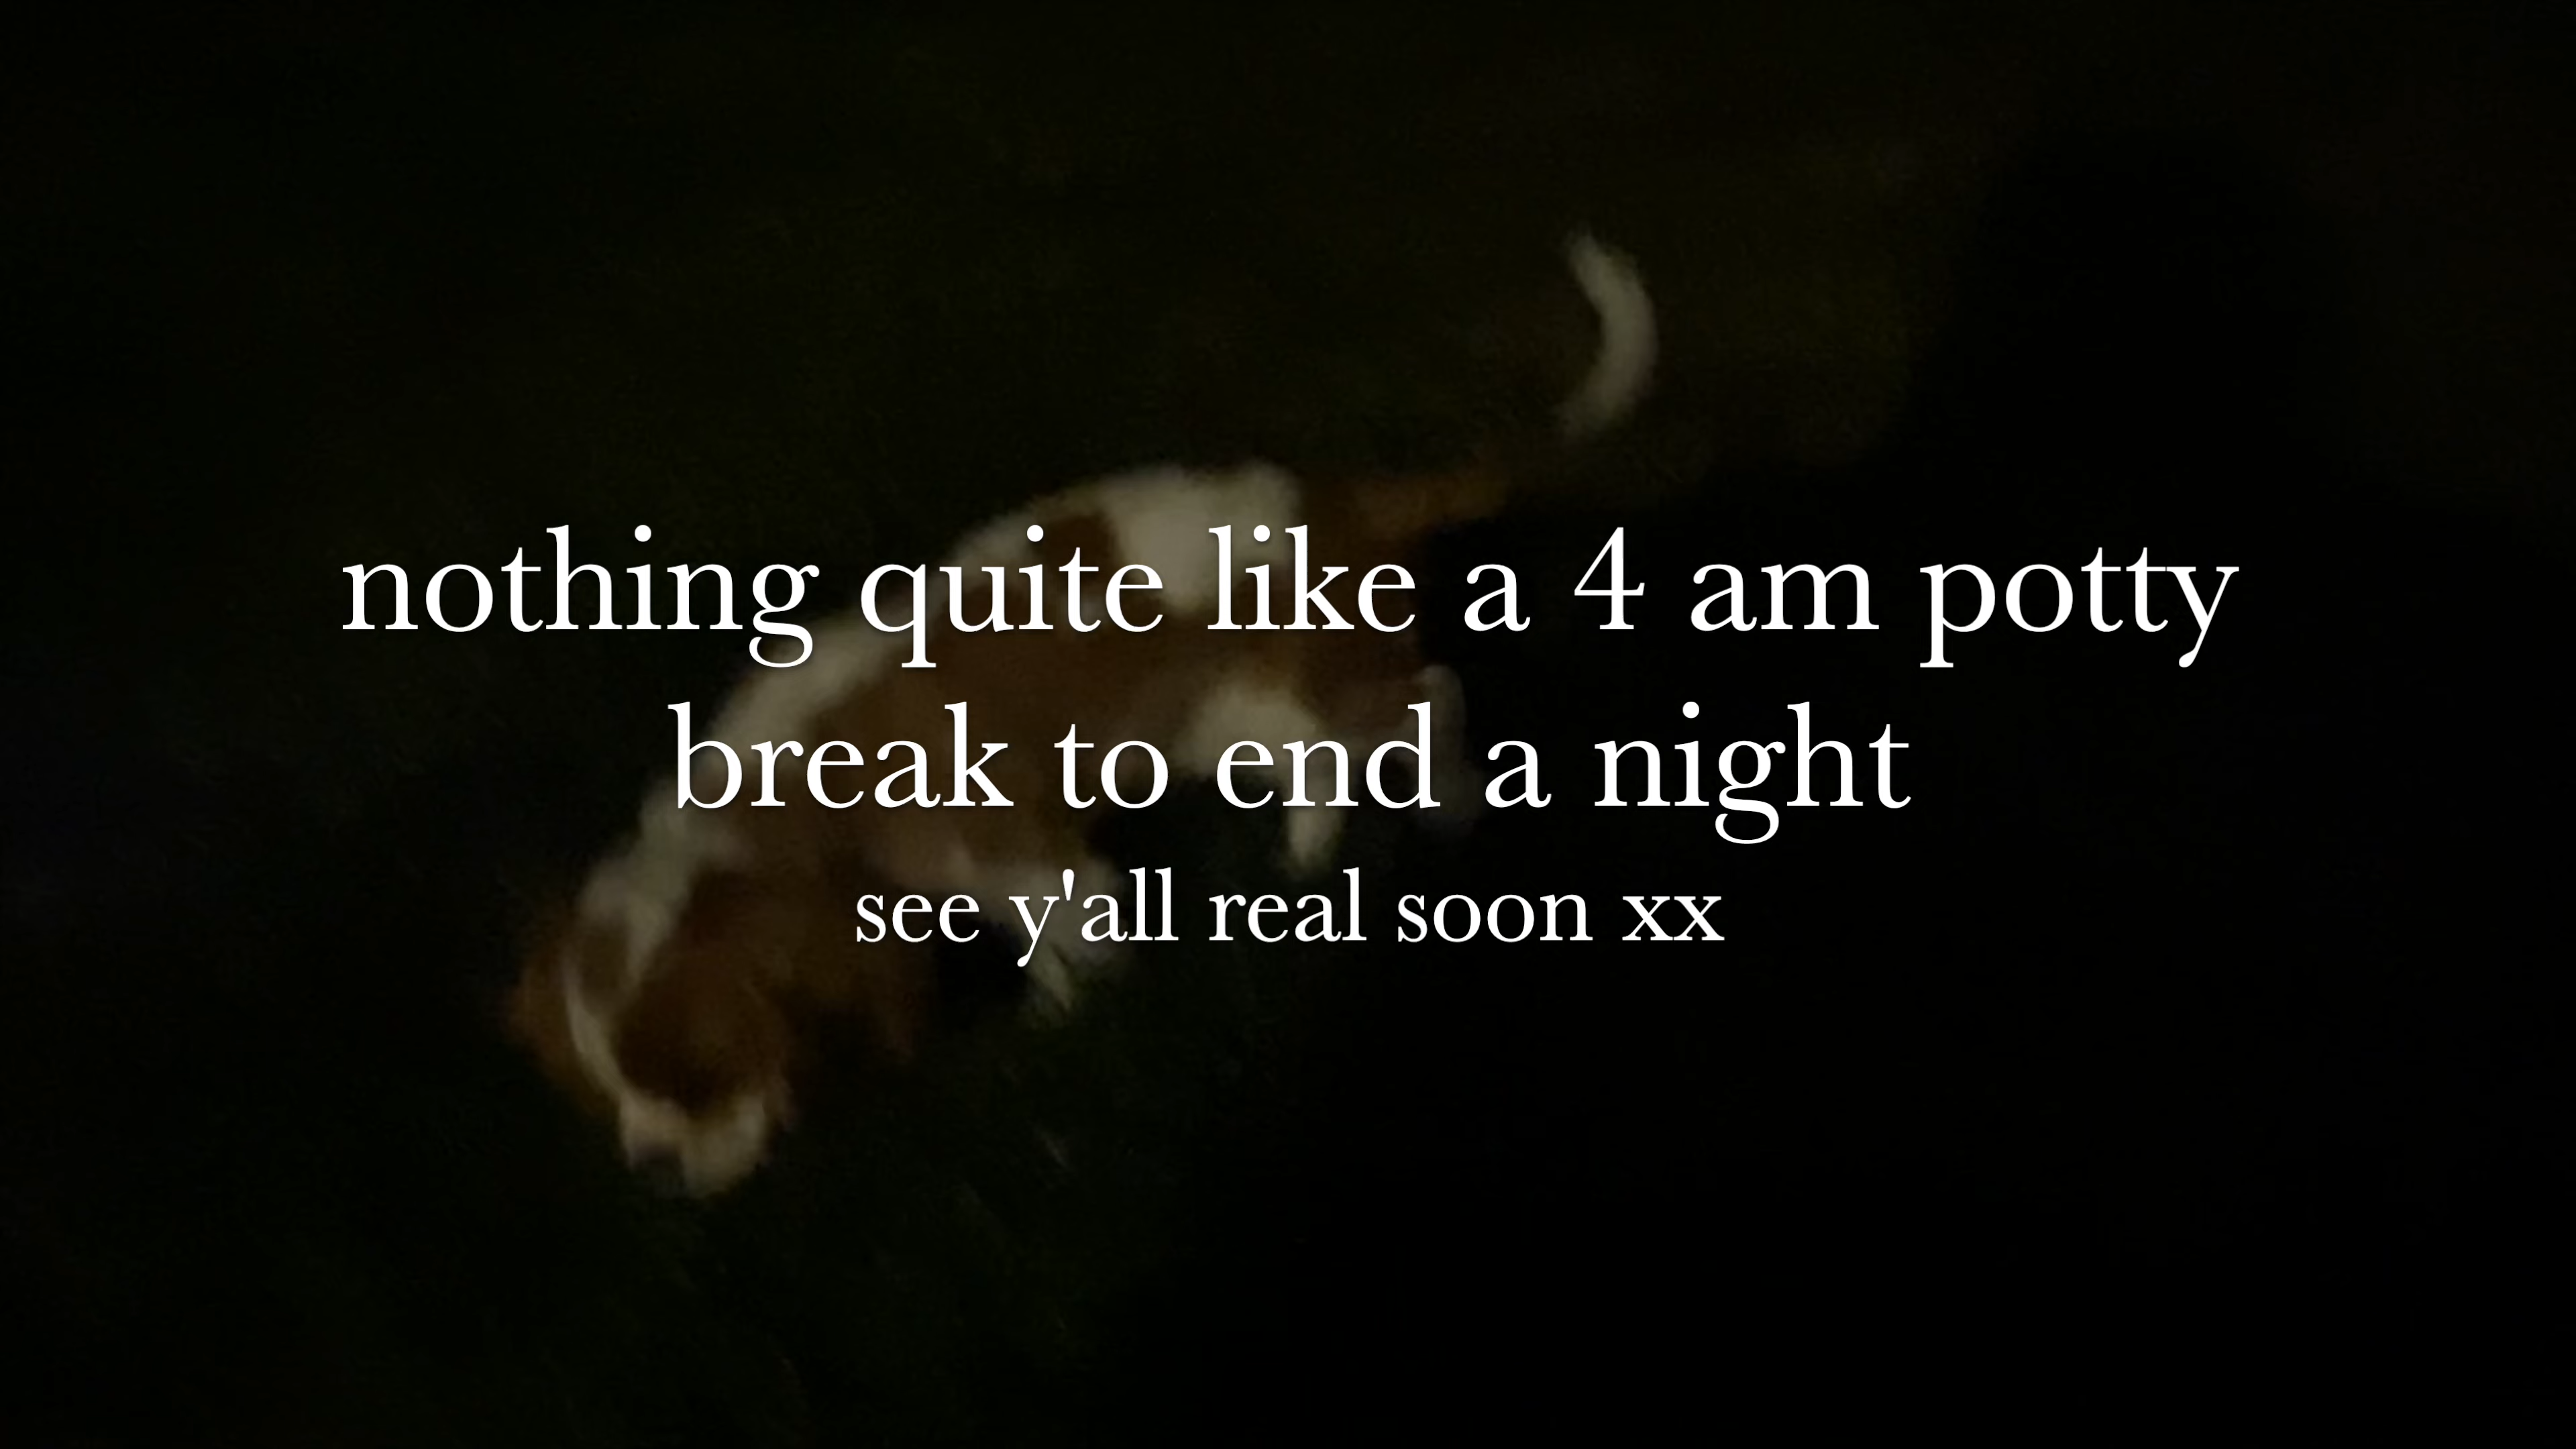 nothing quite like a 4 am potty
break to end a night
see y'all real soon xx